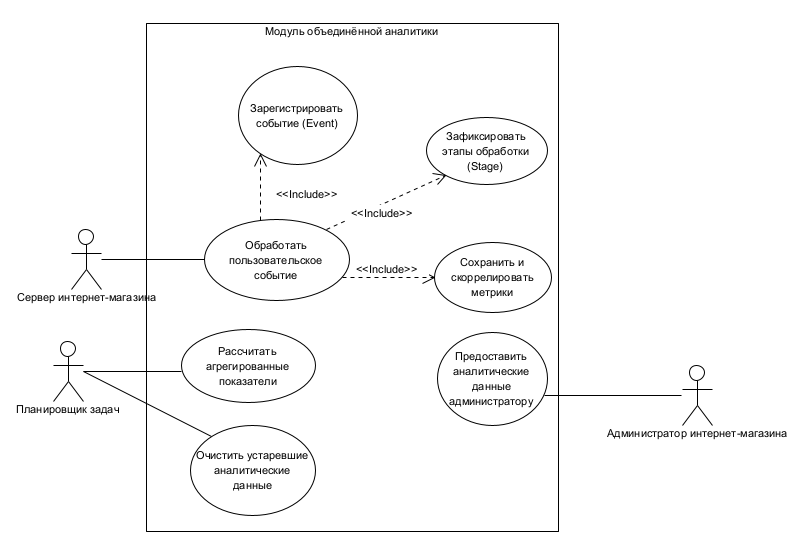 Модуль объединённой аналитики
Зарегистрировать
событие (Event)
Зафиксировать
этапы обработки
(Stage)
<<Include>>
<<Include>>
Обработать
пользовательское
событие
<<Include>>
Сохранить и
скоррелировать
метрики
Сервер интернет-магазина
Рассчитать
агрегированные
показатели
Предоставить
аналитические
данные
администратору
Планировщик задач
Администратор интернет-магазина
Очистить устаревшие
аналитические
данные